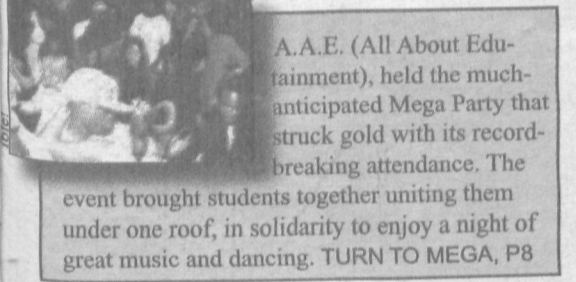 A.A.E. (All About Edu-
tainment), held the much-
anticipated Mega Party that
struck gold with its record-
breaking attendance. The
event brought students together uniting them
under one roof, in solidarity to enjoy a night of
great music and dancing. TURN TO MEGA, P8